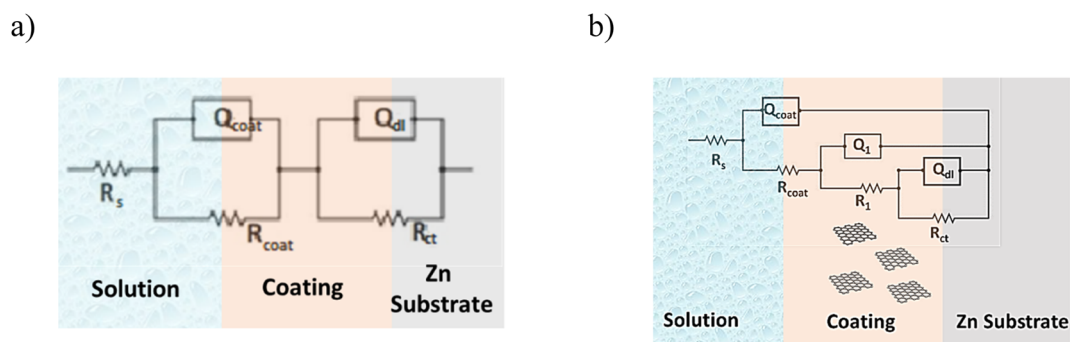 a)
b)
Qcoat
Qdl
Rs
Rcoat
Rct
Solution
Coating
Zn
Substrate
Qcoat
Q1
Qdl
Rs
Rcoat
R1
Rct
Solution
Coating
Zn Substrate